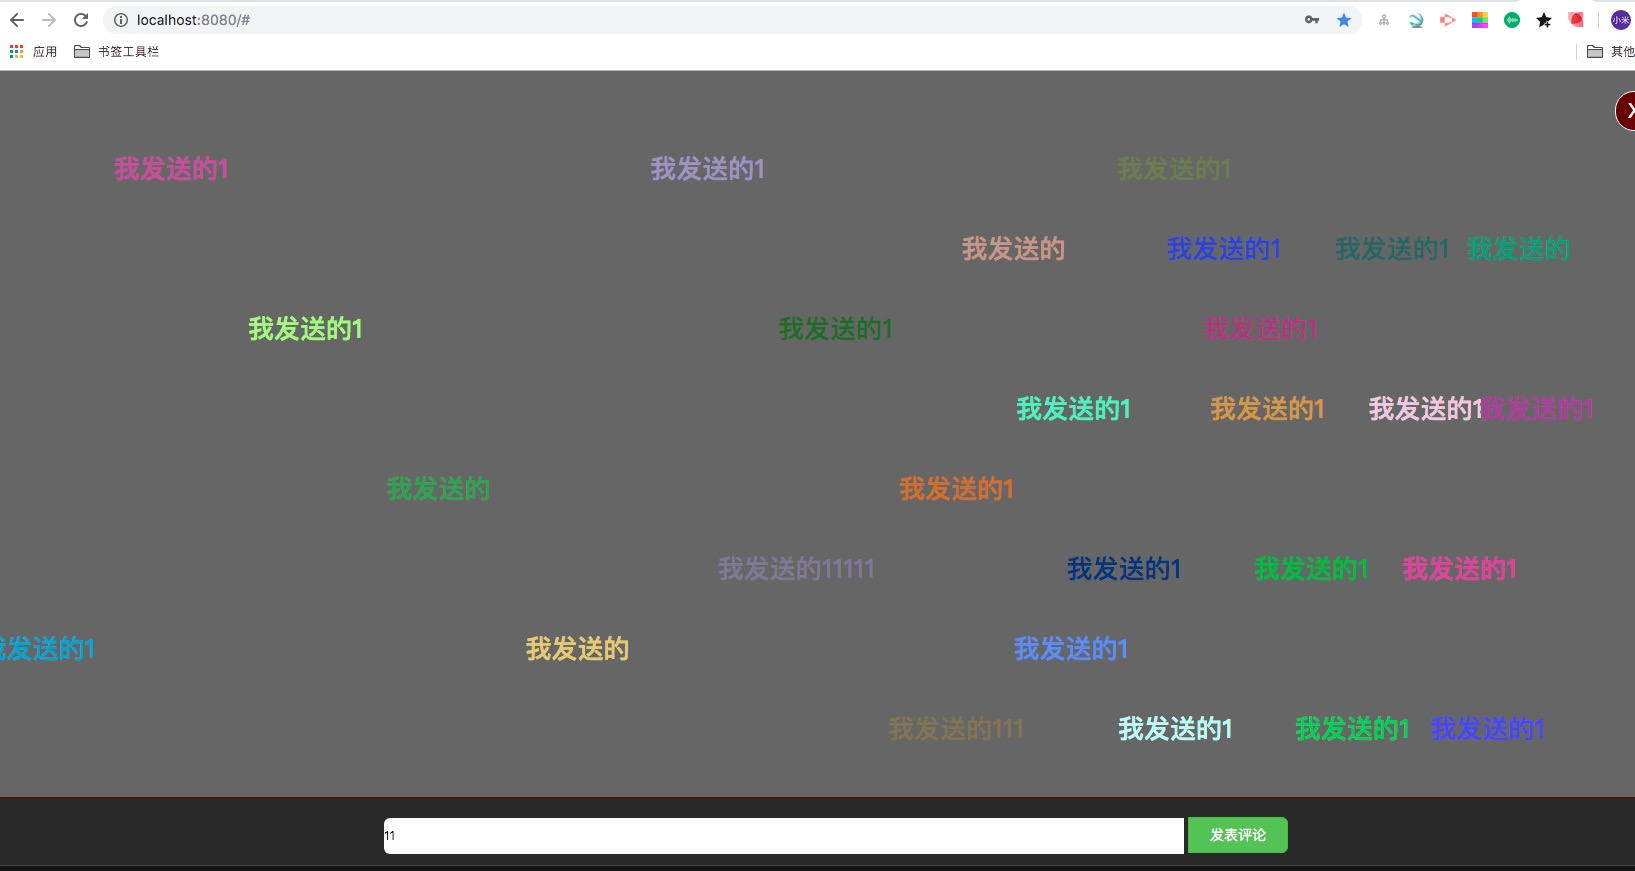 localhost:8080/#
小米
应用 书签工具栏 其他
X
我发送的1 我发送的1 我发送的1
我发送的 我发送的1 我发送的1 我发送的
我发送的1 我发送的1 我发送的1
我发送的1 我发送的1 我发送的1 我发送的1
我发送的 我发送的1
我发送的11111 我发送的1 我发送的1 我发送的1
我发送的1 我发送的 我发送的1
我发送的111 我发送的1 我发送的1 我发送的1
11 发表评论